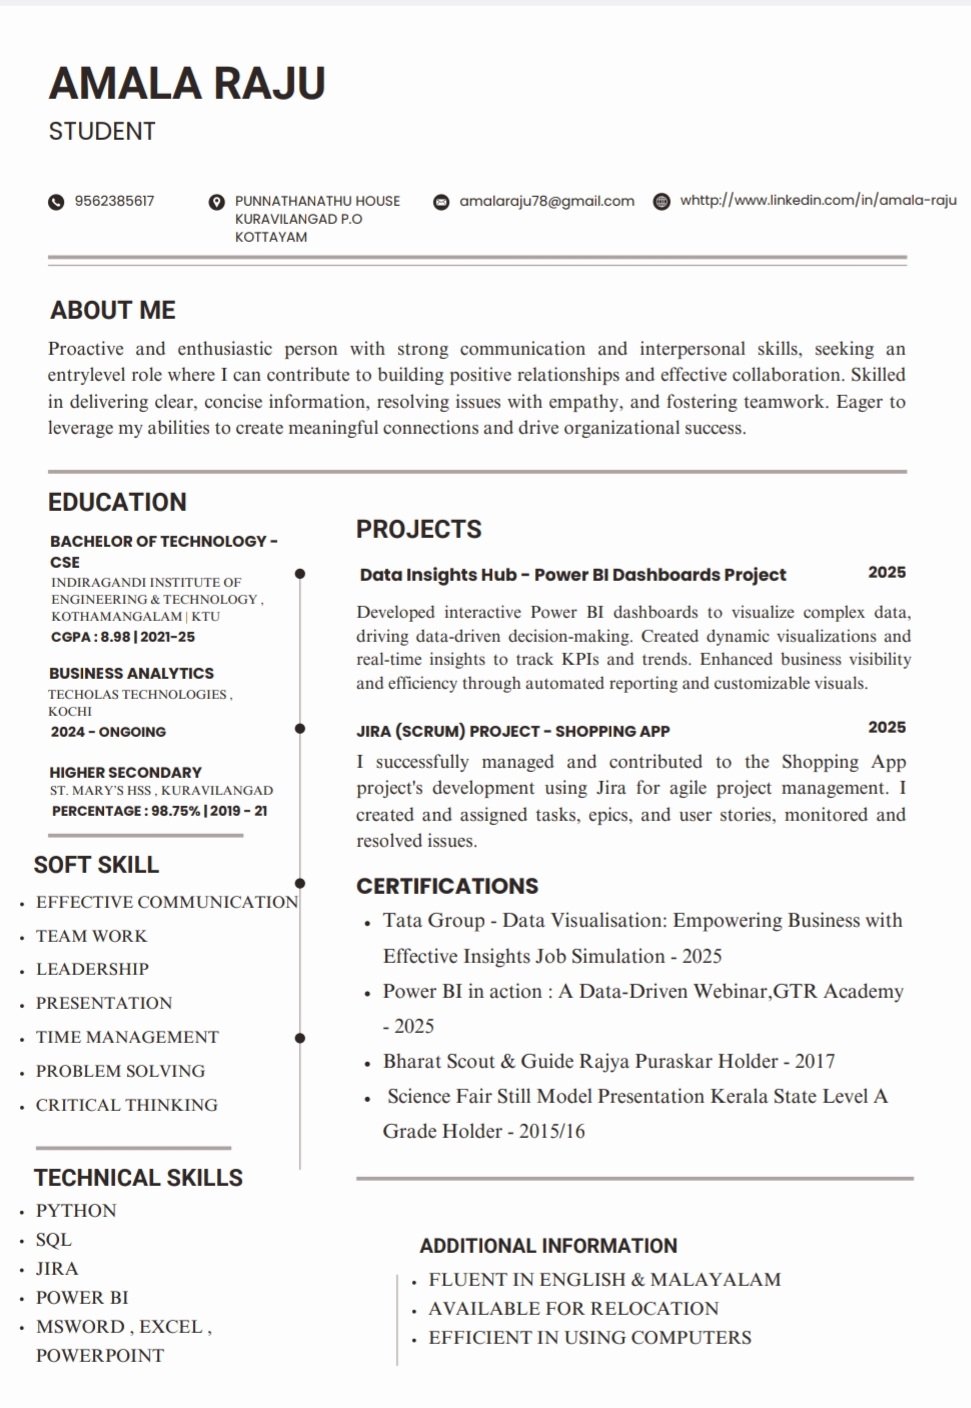 AMALA RAJU
STUDENT
9562385617
PUNNATHANATHU HOUSE
KURAVILANGAD P.O
KOTTAYAM
amalaraju78@gmail.com
whttp://www.linkedin.com/in/amala-raju
ABOUT ME
Proactive and enthusiastic person with strong communication and interpersonal skills, seeking an
entrylevel role where I can contribute to building positive relationships and effective collaboration. Skilled
in delivering clear, concise information, resolving issues with empathy, and fostering teamwork. Eager to
leverage my abilities to create meaningful connections and drive organizational success.
EDUCATION
BACHELOR OF TECHNOLOGY -
CSE
INDIRAGANDI INSTITUTE OF
ENGINEERING & TECHNOLOGY ,
KOTHAMANGALAM | KTU
CGPA : 8.98 | 2021-25
BUSINESS ANALYTICS
TECHOLAS TECHNOLOGIES ,
KOCHI
2024 - ONGOING
HIGHER SECONDARY
ST. MARY'S HSS , KURAVILANGAD
PERCENTAGE : 98.75% | 2019 - 21
SOFT SKILL
• EFFECTIVE COMMUNICATION
• TEAM WORK
• LEADERSHIP
• PRESENTATION
• TIME MANAGEMENT
• PROBLEM SOLVING
• CRITICAL THINKING
TECHNICAL SKILLS
• PYTHON
• SQL
• JIRA
• POWER BI
• MSWORD , EXCEL ,
POWERPOINT
PROJECTS
Data Insights Hub - Power BI Dashboards Project 2025
Developed interactive Power BI dashboards to visualize complex data,
driving data-driven decision-making. Created dynamic visualizations and
real-time insights to track KPIs and trends. Enhanced business visibility
and efficiency through automated reporting and customizable visuals.
JIRA (SCRUM) PROJECT - SHOPPING APP 2025
I successfully managed and contributed to the Shopping App
project's development using Jira for agile project management. I
created and assigned tasks, epics, and user stories, monitored and
resolved issues.
CERTIFICATIONS
• Tata Group - Data Visualisation: Empowering Business with
Effective Insights Job Simulation - 2025
• Power BI in action : A Data-Driven Webinar,GTR Academy
- 2025
• Bharat Scout & Guide Rajya Puraskar Holder - 2017
• Science Fair Still Model Presentation Kerala State Level A
Grade Holder - 2015/16
ADDITIONAL INFORMATION
• FLUENT IN ENGLISH & MALAYALAM
• AVAILABLE FOR RELOCATION
• EFFICIENT IN USING COMPUTERS